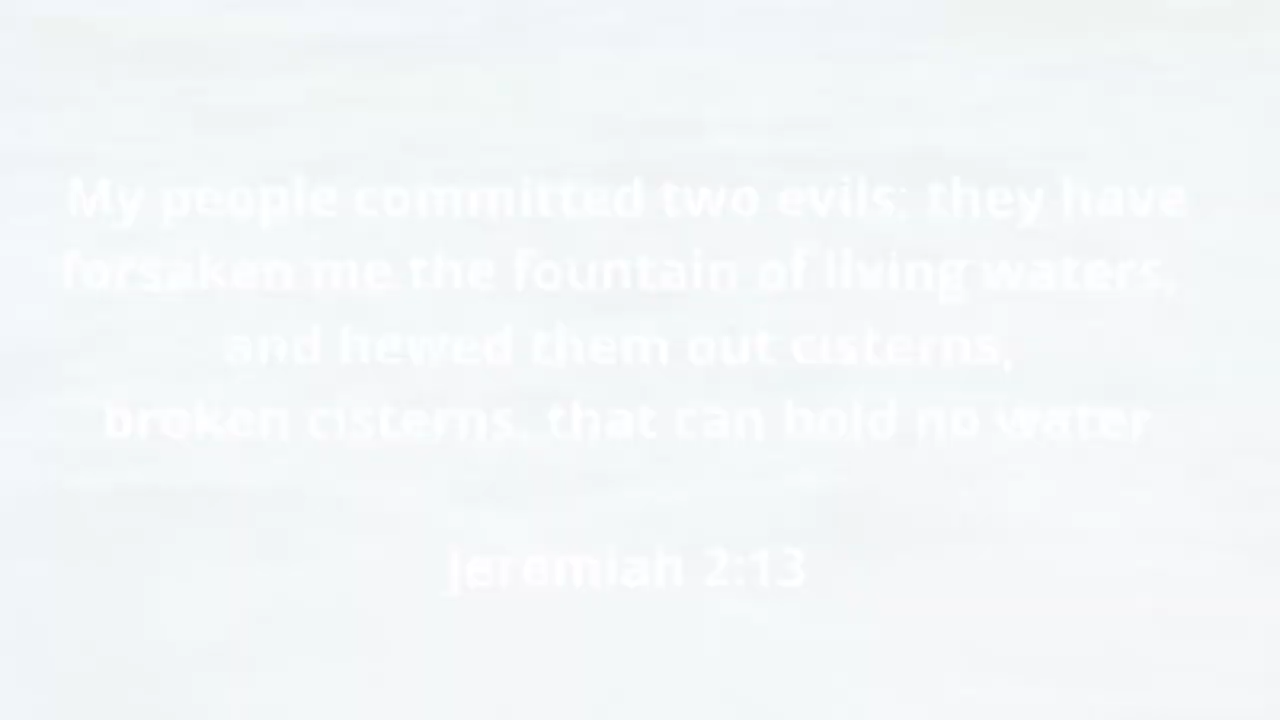 My people committed two evils; they have
forsaken me the fountain of living waters,
and hewed them out cisterns,
broken cisterns, that can hold no water
Jeremiah 2:13